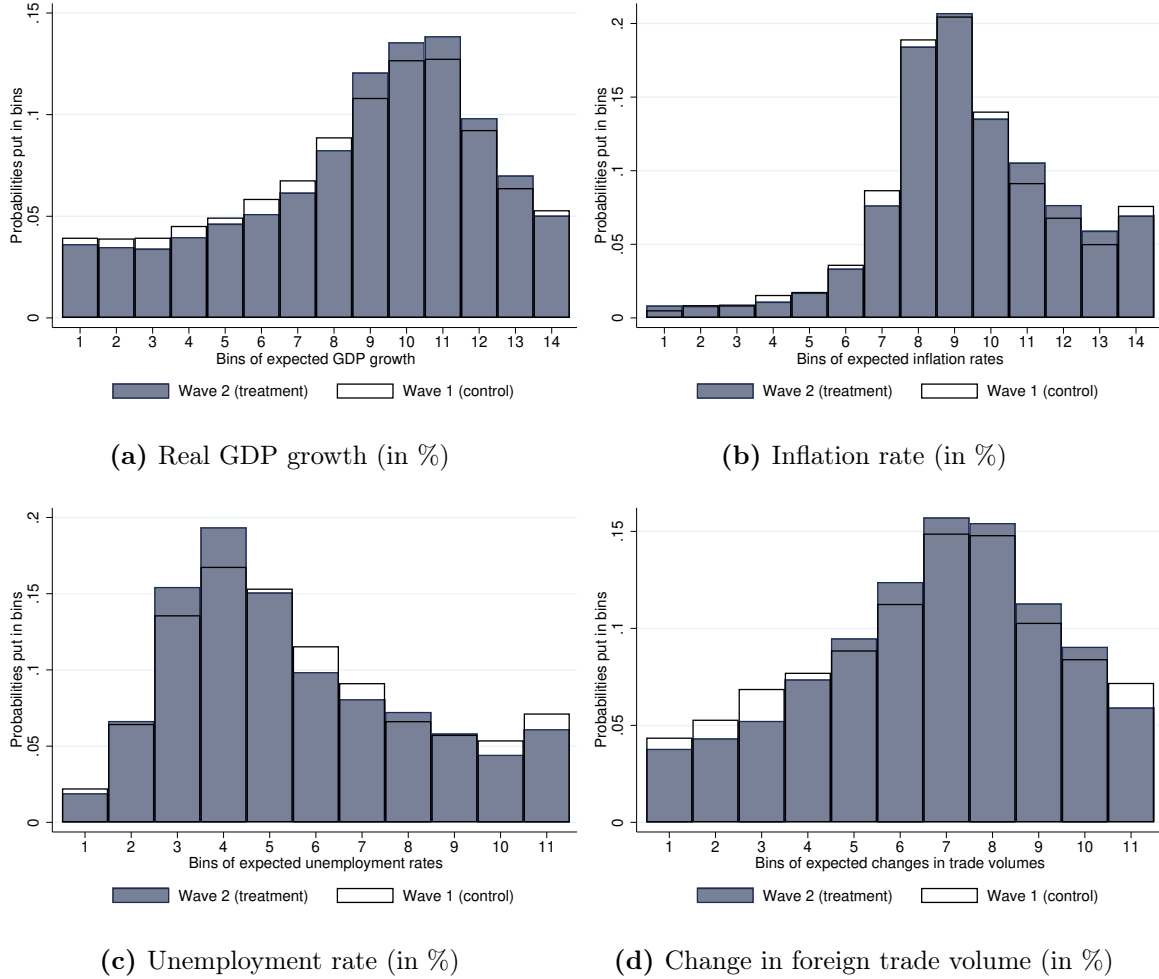 Probabilities put in bins
0 .05 .1 .15
1 2 3 4 5 6 7 8 9 10 11 12 13 14
Bins of expected GDP growth
Wave 2 (treatment) Wave 1 (control)
(a) Real GDP growth (in %)
Probabilities put in bins
0 .05 .1 .15 .2
1 2 3 4 5 6 7 8 9 10 11 12 13 14
Bins of expected inflation rates
Wave 2 (treatment) Wave 1 (control)
(b) Inflation rate (in %)
Probabilities put in bins
0 .05 .1 .15 .2
1 2 3 4 5 6 7 8 9 10 11
Bins of expected unemployment rates
Wave 2 (treatment) Wave 1 (control)
(c) Unemployment rate (in %)
Probabilities put in bins
0 .05 .1 .15
1 2 3 4 5 6 7 8 9 10 11
Bins of expected changes in trade volumes
Wave 2 (treatment) Wave 1 (control)
(d) Change in foreign trade volume (in %)